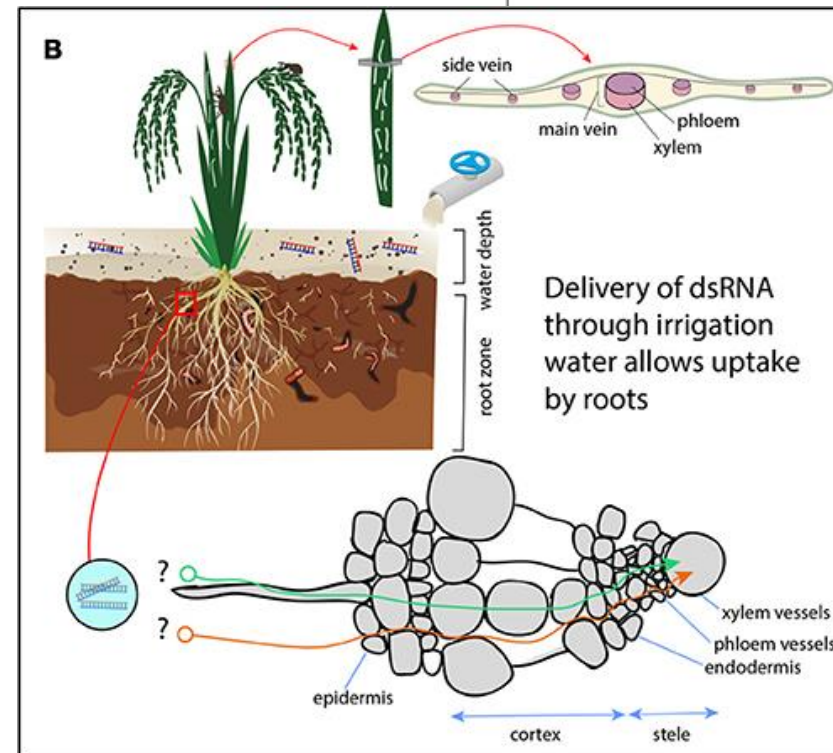 B
side vein
main vein
phloem
xylem
water depth
root zone
Delivery of dsRNA
through irrigation
water allows uptake
by roots
?
?
xylem vessels
phloem vessels
endodermis
epidermis
cortex
stele